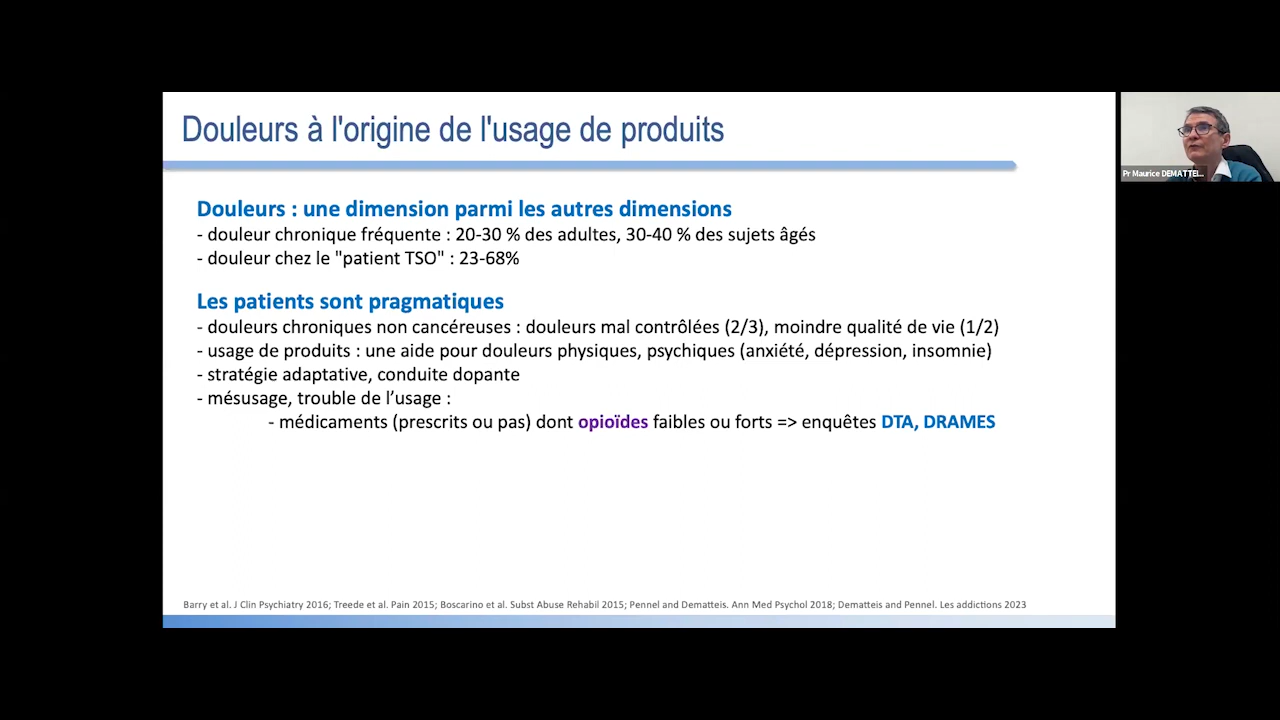 Douleurs à l'origine de l'usage de produits
Douleurs : une dimension parmi les autres dimensions
- douleur chronique fréquente : 20-30 % des adultes, 30-40 % des sujets âgés
- douleur chez le "patient TSO" : 23-68%
Les patients sont pragmatiques
- douleurs chroniques non cancéreuses : douleurs mal contrôlées (2/3), moindre qualité de vie (1/2)
- usage de produits : une aide pour douleurs physiques, psychiques (anxiété, dépression, insomnie)
- stratégie adaptative, conduite dopante
- mésusage, trouble de l’usage :
- médicaments (prescrits ou pas) dont opioïdes faibles ou forts => enquêtes DTA, DRAMES
Barry et al. J Clin Psychiatry 2016; Treede et al. Pain 2015; Boscarino et al. Subst Abuse Rehabil 2015; Pennel and Dematteis. Ann Med Psychol 2018; Dematteis and Pennel. Les addictions 2023
Pr Maurice DEMATTEI...